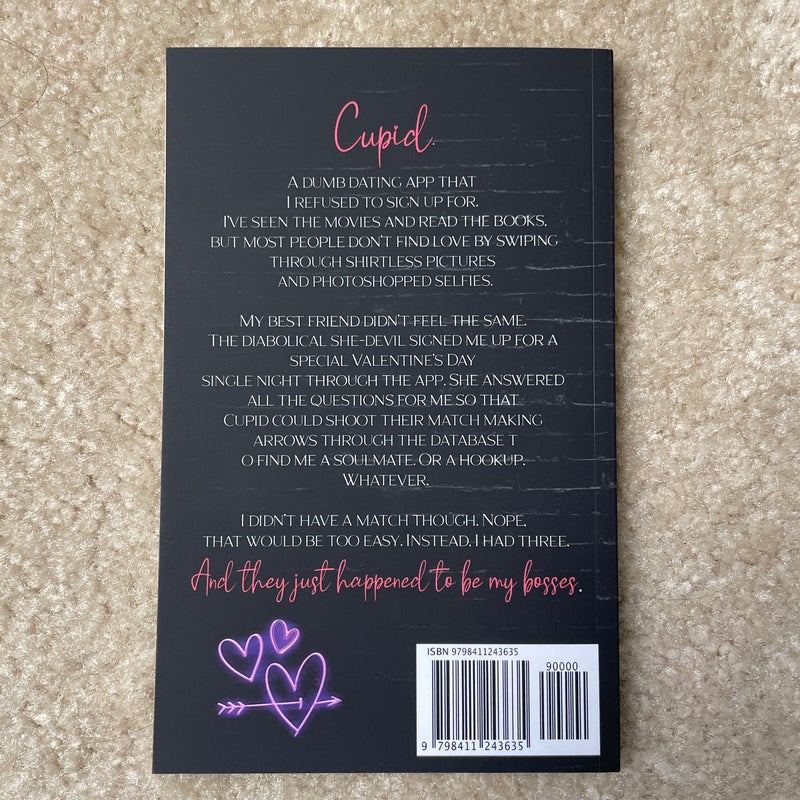 Cupid.
A DUMB DATING APP THAT
I REFUSED TO SIGN UP FOR.
I'VE SEEN THE MOVIES AND READ THE BOOKS.
BUT MOST PEOPLE DON'T FIND LOVE BY SWIPING
THROUGH SHIRTLESS PICTURES
AND PHOTOSHOPPED SELFIES.
MY BEST FRIEND DIDN'T FEEL THE SAME.
THE DIABOLICAL SHE-DEVIL SIGNED ME UP FOR A
SPECIAL VALENTINE'S DAY
SINGLE NIGHT THROUGH THE APP. SHE ANSWERED
ALL THE QUESTIONS FOR ME SO THAT
CUPID COULD SHOOT THEIR MATCH MAKING
ARROWS THROUGH THE DATABASE T
O FIND ME A SOULMATE. OR A HOOKUP.
WHATEVER.
I DIDN'T HAVE A MATCH THOUGH. NOPE,
THAT WOULD BE TOO EASY. INSTEAD, I HAD THREE.
And they just happened to be my bosses.
ISBN 9798411243635
90000
9 798411 243635